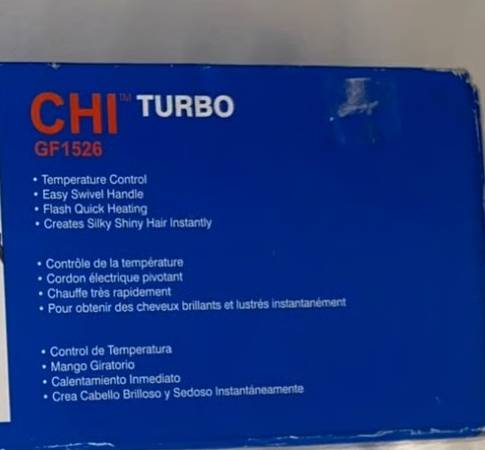 CHI™ TURBO
GF1526
• Temperature Control
• Easy Swivel Handle
• Flash Quick Heating
• Creates Silky Shiny Hair Instantly
• Contrôle de la température
• Cordon électrique pivotant
• Chauffe très rapidement
• Pour obtenir des cheveux brillants et lustrés instantanément
• Control de Temperatura
• Mango Giratorio
• Calentamiento Inmediato
• Crea Cabello Brilloso y Sedoso Instantáneamente